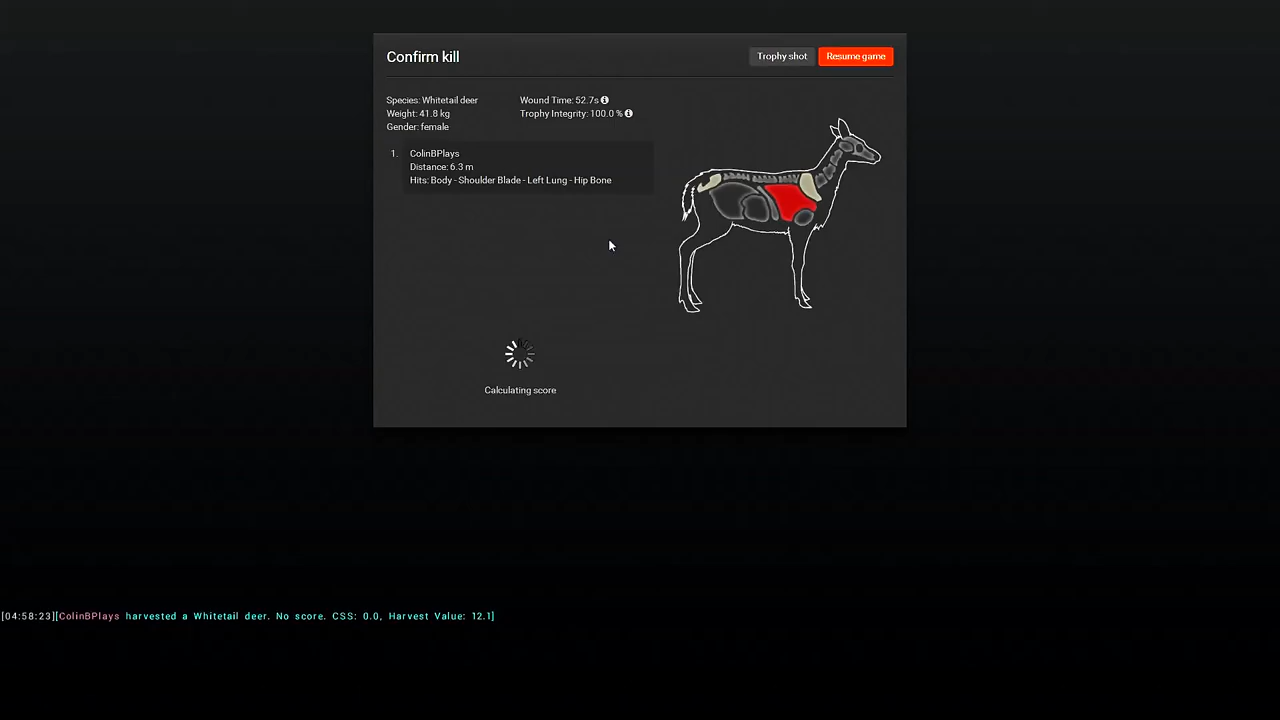 Confirm kill
Trophy shot
Resume game
Species: Whitetail deer
Weight: 41.8 kg
Gender: female
Wound Time: 52.7s
Trophy Integrity: 100.0 %
1.
ColinBPlays
Distance: 6.3 m
Hits: Body - Shoulder Blade - Left Lung - Hip Bone
Calculating score
[04:58:23][ColinBPlays harvested a Whitetail deer. No score. CSS: 0.0, Harvest Value: 12.1]